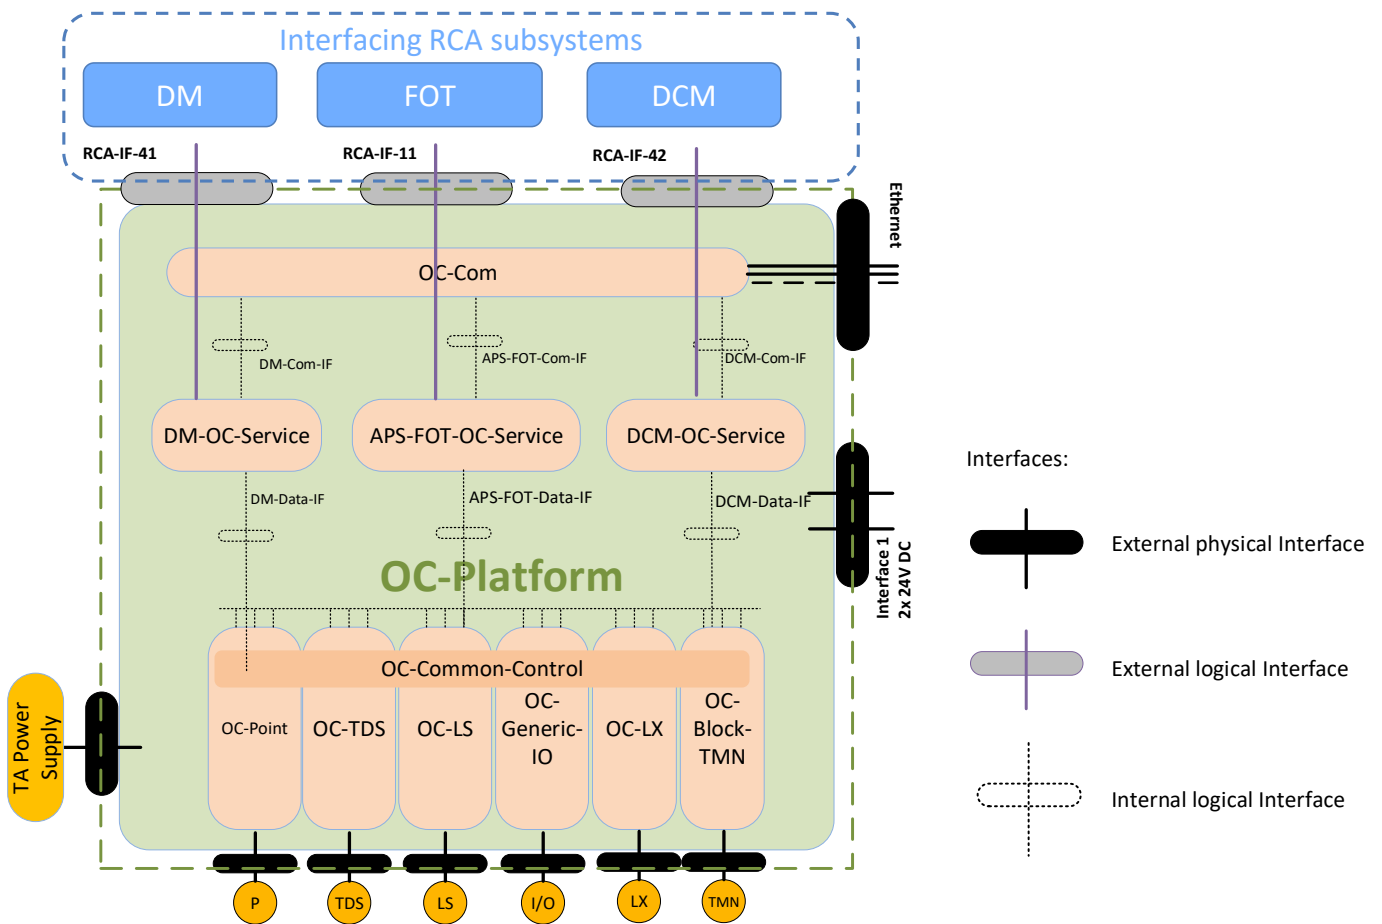 Interfacing RCA subsystems
DM
FOT
DCM
RCA-IF-41
RCA-IF-11
RCA-IF-42
Ethernet
OC-Com
DM-Com-IF
APS-FOT-Com-IF
DCM-Com-IF
DM-OC-Service
APS-FOT-OC-Service
DCM-OC-Service
DM-Data-IF
APS-FOT-Data-IF
DCM-Data-IF
Interface 1
2x 24V DC
OC-Platform
OC-Common-Control
OC-Point
OC-TDS
OC-LS
OC-
Generic-
IO
OC-LX
OC-
Block-
TMN
TA Power
Supply
P
TDS
LS
I/O
LX
TMN
Interfaces:
External physical Interface
External logical Interface
Internal logical Interface